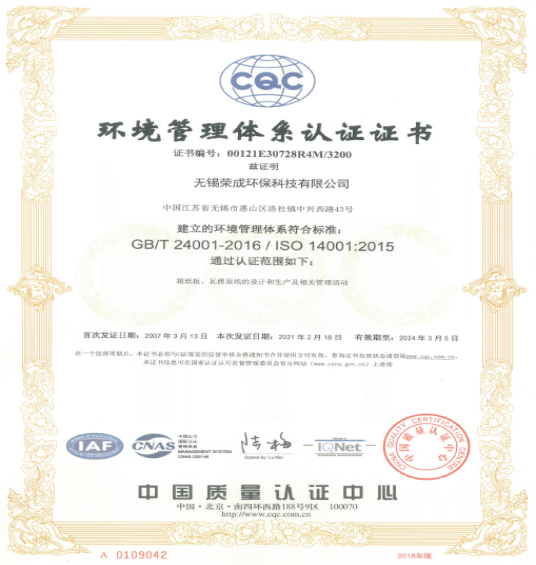 CQC
环境管理体系认证证书
证书编号：00121E30728R4M/3200
兹证明
无锡荣成环保科技有限公司
中国江苏省无锡市惠山区洛社镇中兴西路43号
建立的环境管理体系符合标准：
GB/T 24001-2016 / ISO 14001:2015
通过认证范围如下：
箱纸板、瓦楞原纸的设计和生产及相关管理活动
首次发证日期：2007 年 3 月 13 日 本次发证日期：2021 年 2 月 18 日 有效期至：2024 年 3 月 5 日
在一个监督周期后，本证书必须与CQC颁发的监督审核合格通知书合并使用方可有效。查询证书有效状态请登陆www.cqc.com.cn。
本证书信息可在国家认证认可监督管理委员会官方网站（www.cnca.gov.cn）上查询
IAF
CNAS
中国认可
国际互认
管理体系
MANAGEMENT SYSTEM
CNAS C001-M
陆梅
Signed by: Lu Mei
IQNet
CHINA QUALITY CERTIFICATION CENTRE
中国质量认证中心
中国质量认证中心
中国·北京·南四环西路188号9区 100070
http://www.cqc.com.cn
A 0109042
2018年版